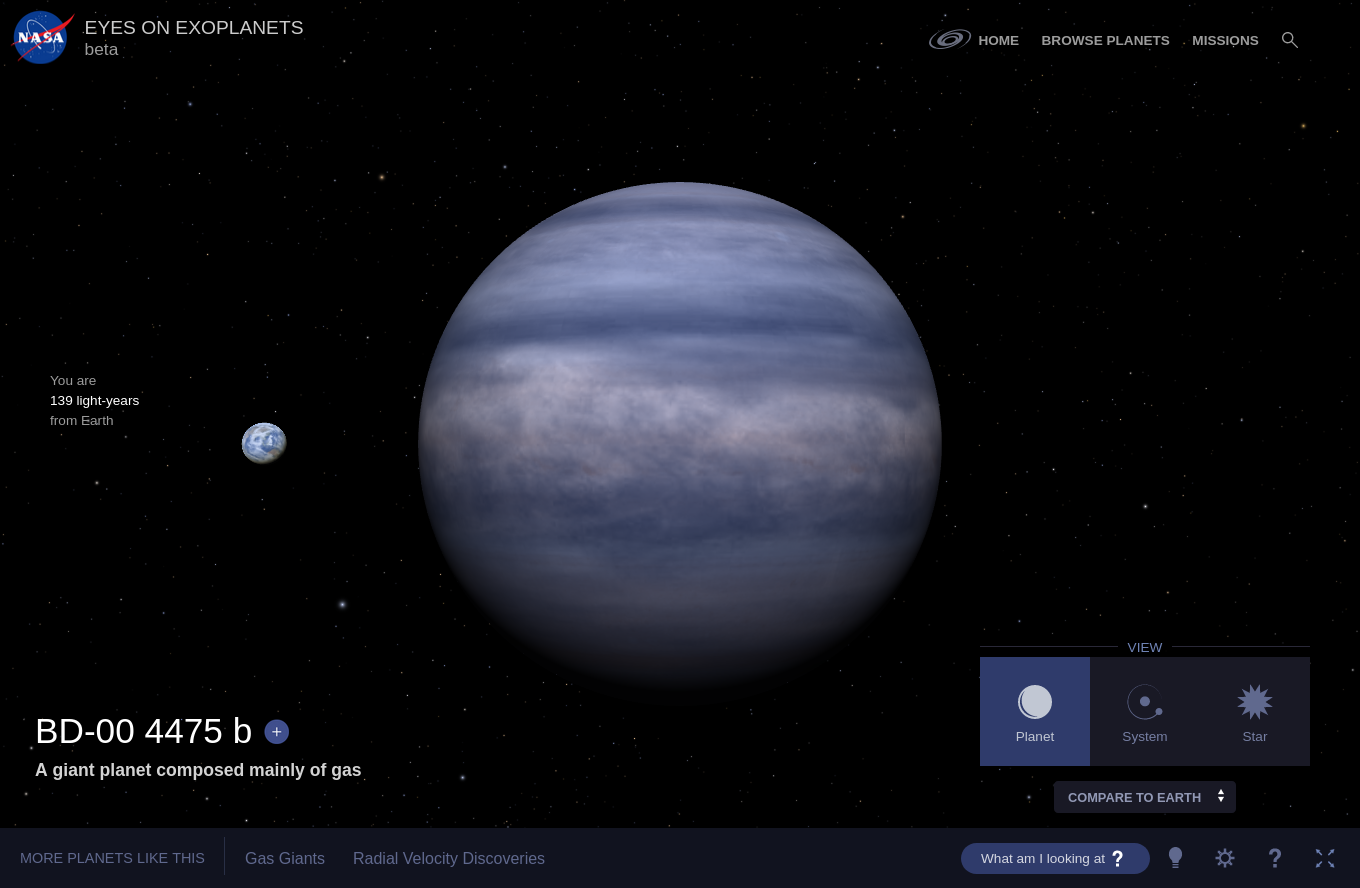 NASA
EYES ON EXOPLANETS
beta
HOME
BROWSE PLANETS
MISSIONS
You are
139 light-years
from Earth
VIEW
Planet
System
Star
BD-00 4475 b +
A giant planet composed mainly of gas
COMPARE TO EARTH
MORE PLANETS LIKE THIS
Gas Giants
Radial Velocity Discoveries
What am I looking at ?
?